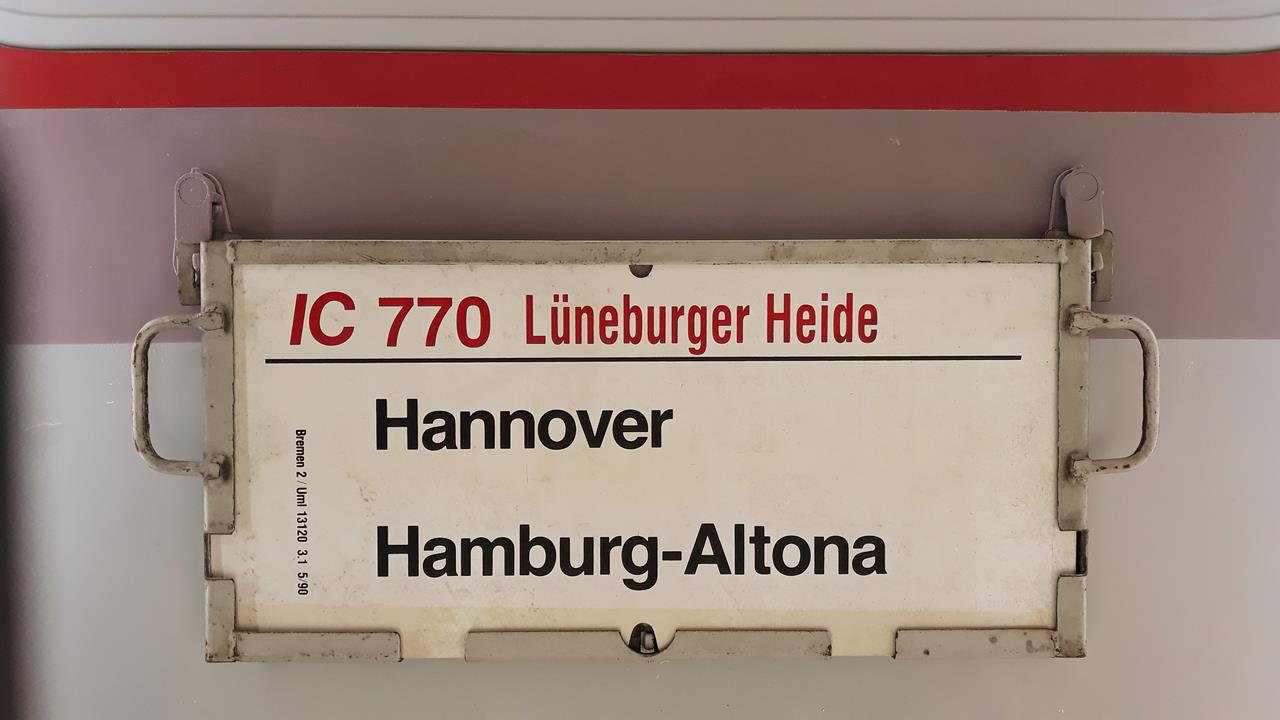 IC 770 Lüneburger Heide
Hannover
Hamburg-Altona
Bremen 2 / Uml 13120 3.1 5/90